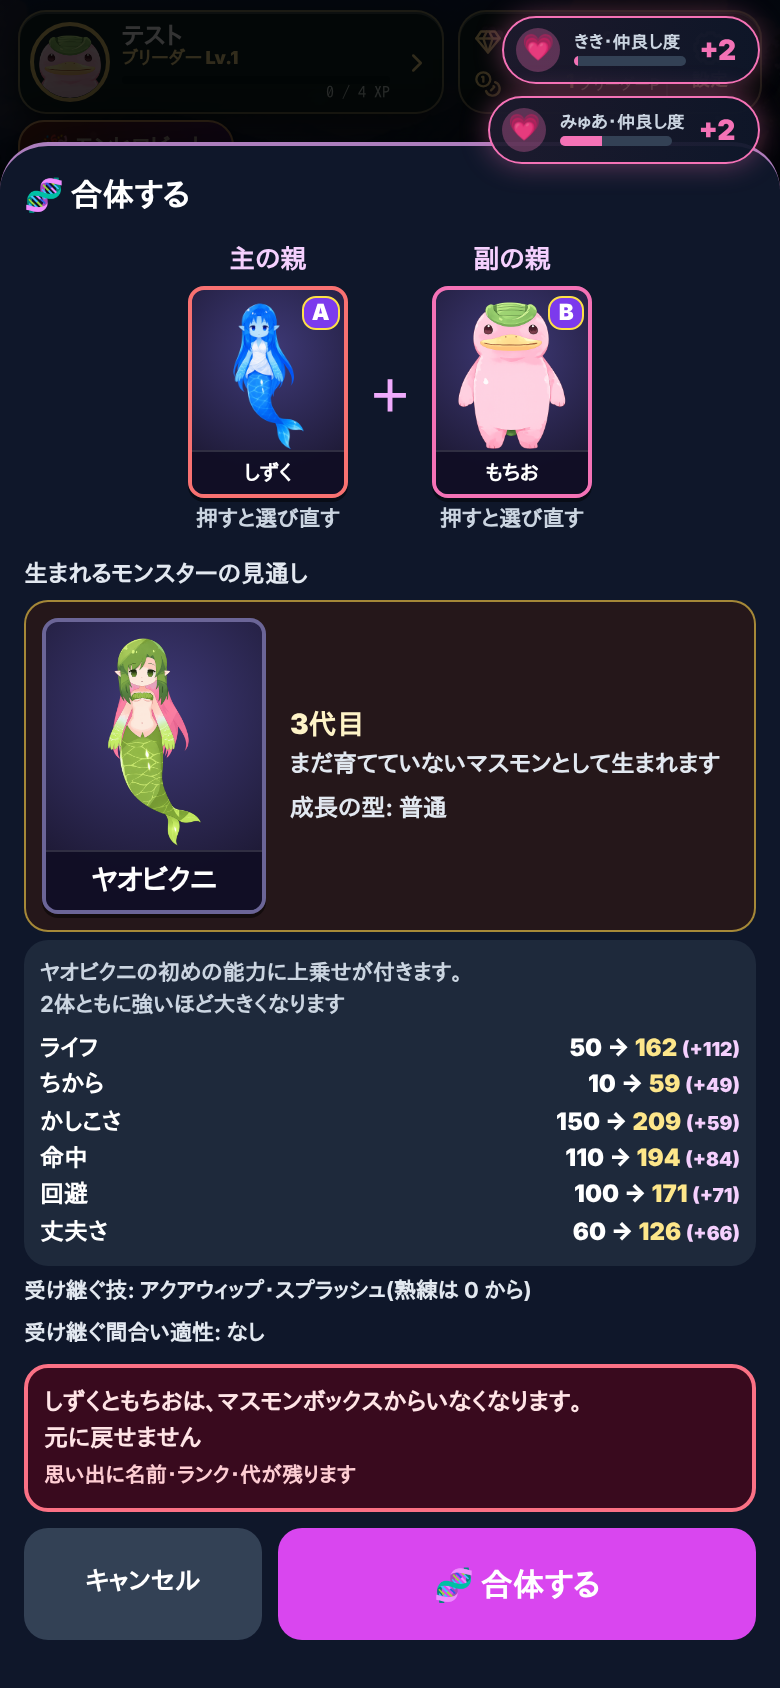 テスト
ブリーダー Lv.1
0 / 4 XP
きき・仲良し度 +2
みゅあ・仲良し度 +2
🧬 合体する
主の親
副の親
A
B
しずく
+
もちお
押すと選び直す
押すと選び直す
生まれるモンスターの見通し
ヤオビクニ
3代目
まだ育てていないマスモンとして生まれます
成長の型: 普通
ヤオビクニの初めの能力に上乗せが付きます。
2体ともに強いほど大きくなります
ライフ 50 → 162 (+112)
ちから 10 → 59 (+49)
かしこさ 150 → 209 (+59)
命中 110 → 194 (+84)
回避 100 → 171 (+71)
丈夫さ 60 → 126 (+66)
受け継ぐ技: アクアウィップ・スプラッシュ(熟練は 0 から)
受け継ぐ間合い適性: なし
しずくともちおは、マスモンボックスからいなくなります。
元に戻せません
思い出に名前・ランク・代が残ります
キャンセル
🧬 合体する